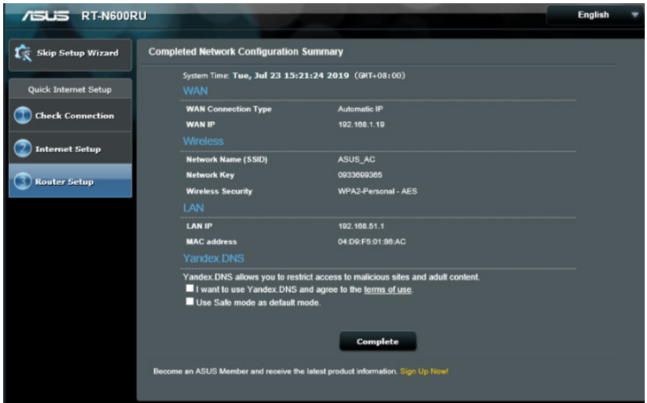 ASUS RT-N600RU
English
Skip Setup Wizard
Quick Internet Setup
1 Check Connection
2 Internet Setup
3 Router Setup
Completed Network Configuration Summary
System Time: Tue, Jul 23 15:21:24 2019 (GMT+08:00)
WAN
WAN Connection Type Automatic IP
WAN IP 192.168.1.19
Wireless
Network Name (SSID) ASUS_AC
Network Key 0933699365
Wireless Security WPA2-Personal - AES
LAN
LAN IP 192.168.51.1
MAC address 04:D9:F5:01:86:AC
Yandex.DNS
Yandex.DNS allows you to restrict access to malicious sites and adult content.
I want to use Yandex.DNS and agree to the terms of use.
Use Safe mode as default mode.
Complete
Become an ASUS Member and receive the latest product information. Sign Up Now!